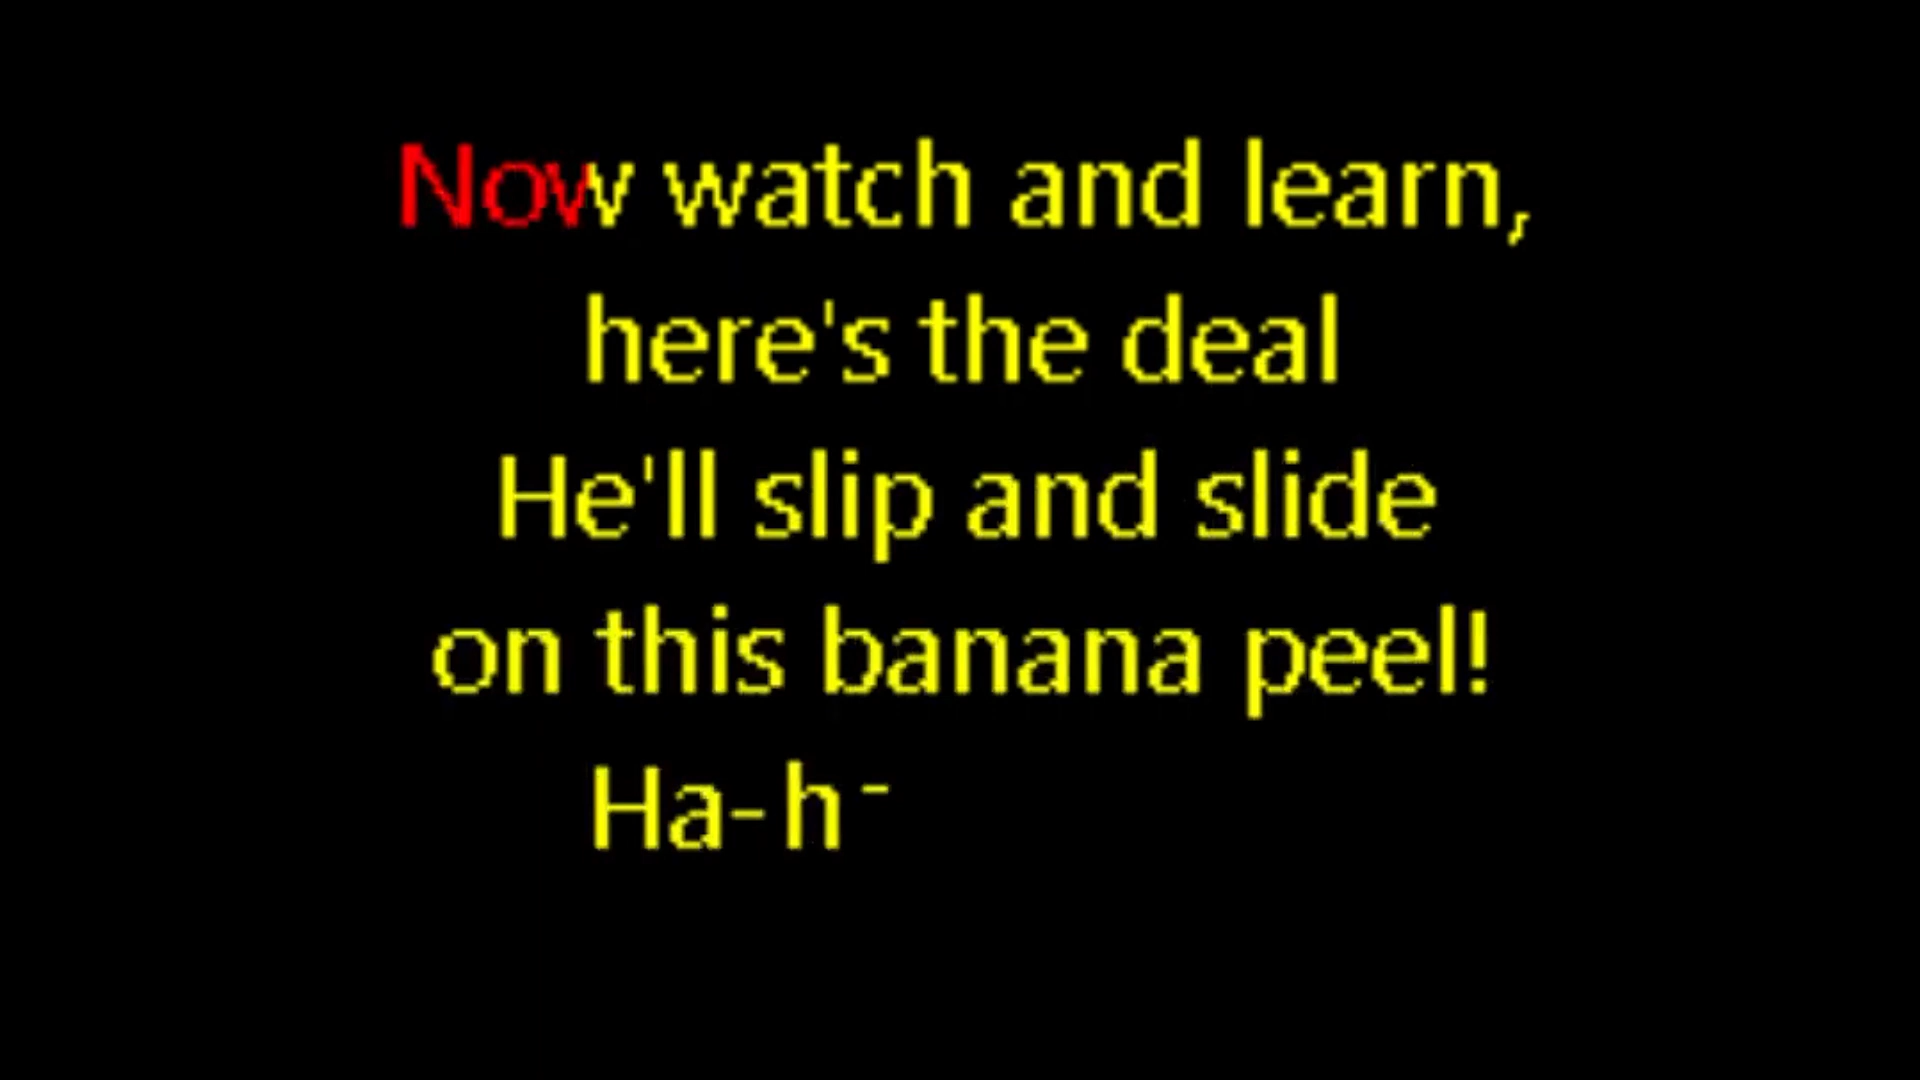 Now watch and learn,
here's the deal
He'll slip and slide
on this banana peel!
Ha-h